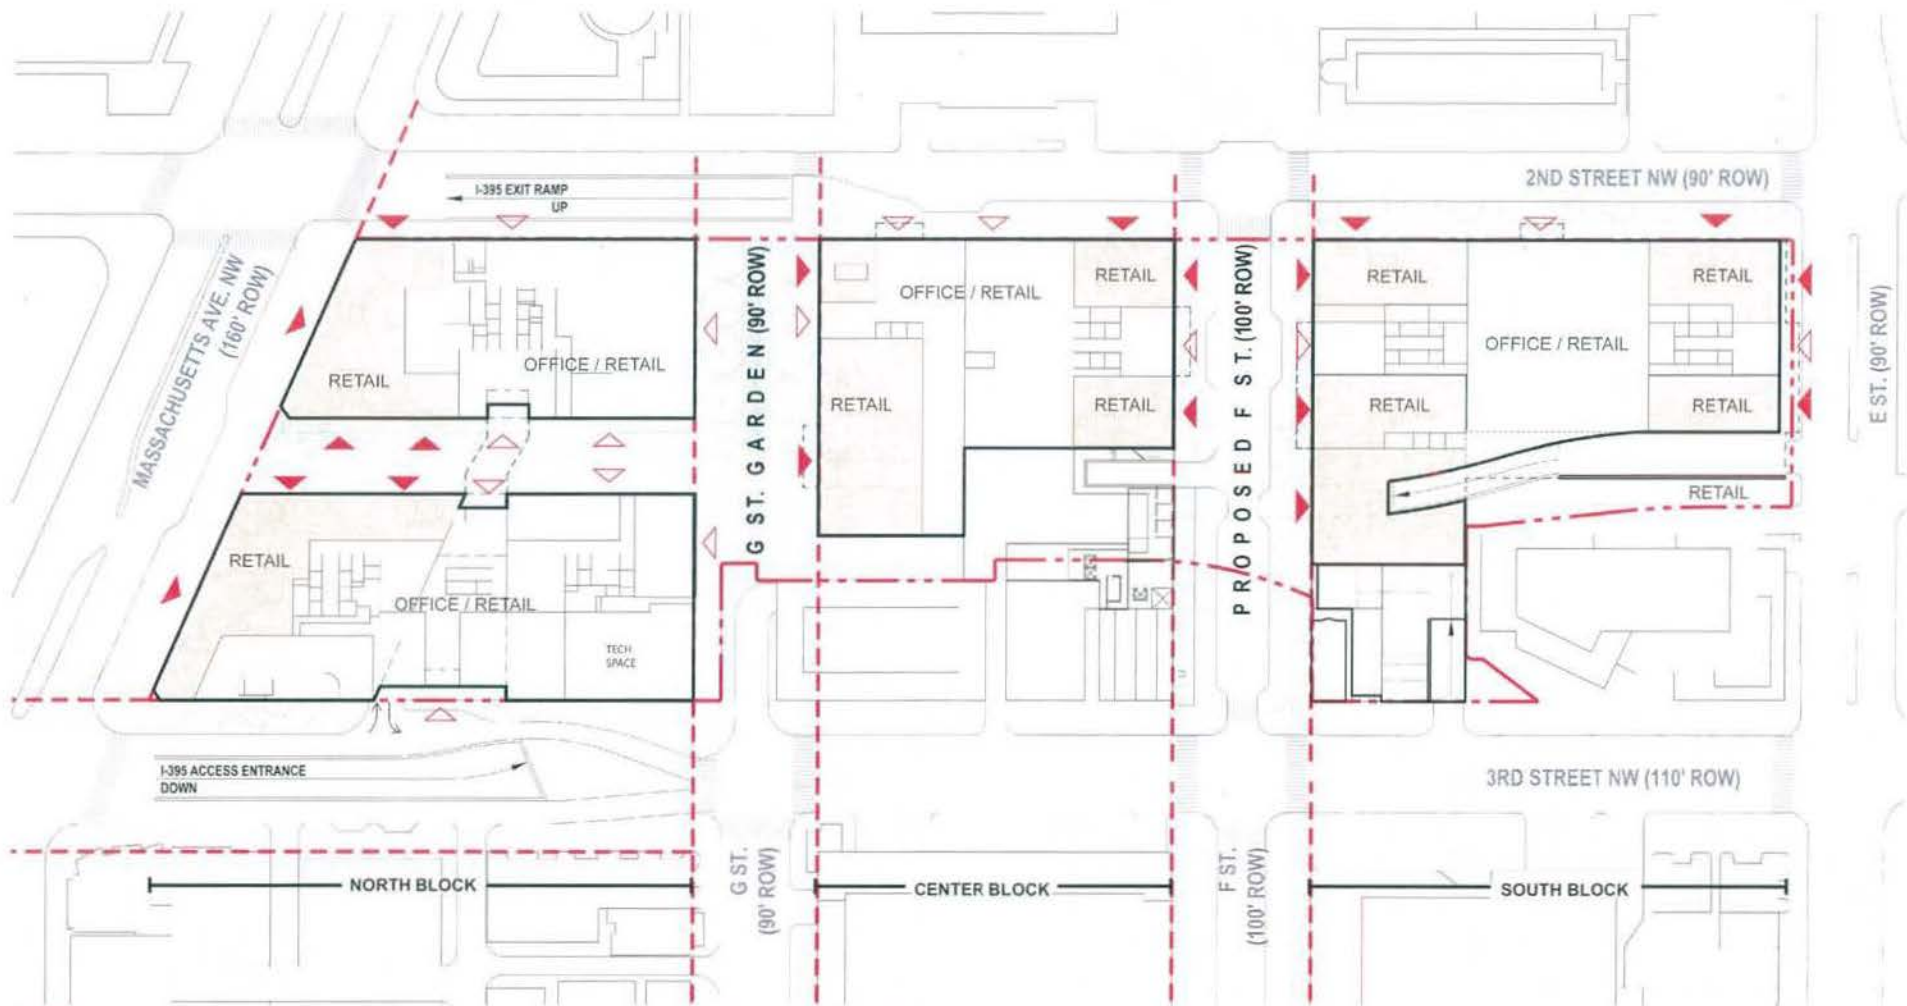 2ND STREET NW (90' ROW)
I-395 EXIT RAMP
UP
MASSACHUSETTS AVE. NW
(160' ROW)
RETAIL
OFFICE / RETAIL
G ST. GARDEN (90' ROW)
OFFICE / RETAIL
RETAIL
RETAIL
RETAIL
PROPOSED F ST. (100' ROW)
RETAIL
RETAIL
OFFICE / RETAIL
RETAIL
RETAIL
RETAIL
E ST. (90' ROW)
RETAIL
OFFICE / RETAIL
TECH
SPACE
I-395 ACCESS ENTRANCE
DOWN
3RD STREET NW (110' ROW)
NORTH BLOCK
G ST.
(90' ROW)
CENTER BLOCK
F ST.
(100' ROW)
SOUTH BLOCK